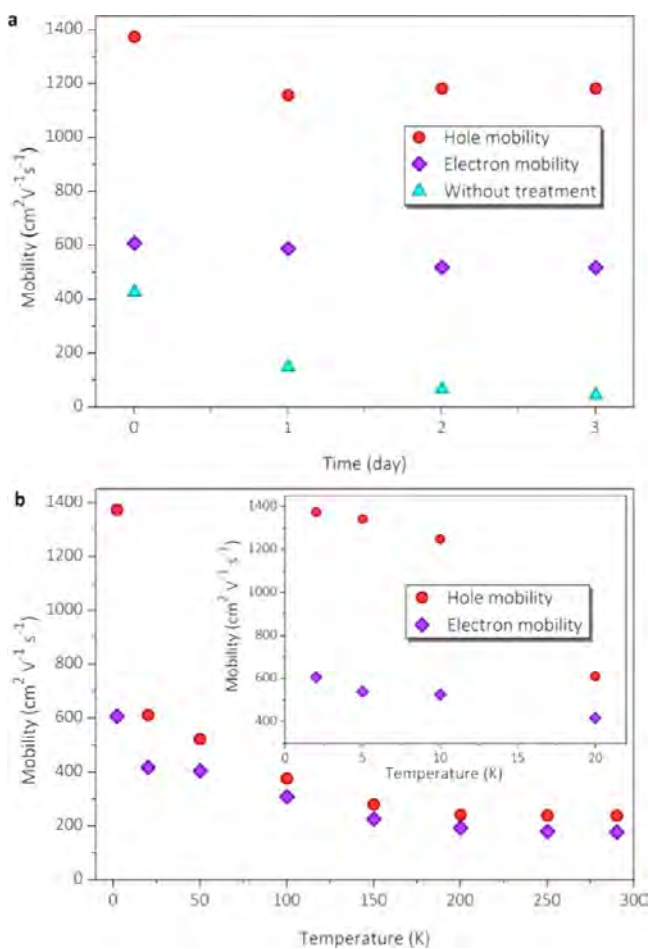 a
1400
1200
1000
800
600
400
200
0
Mobility (cm² V⁻¹ s⁻¹)
Hole mobility
Electron mobility
Without treatment
0 1 2 3
Time (day)
b
1400
1200
1000
800
600
400
200
0
Mobility (cm² V⁻¹ s⁻¹)
1400
1200
1000
800
600
400
Mobility (cm² V⁻¹ s⁻¹)
Hole mobility
Electron mobility
0 5 10 15 20
Temperature (K)
0 50 100 150 200 250 300
Temperature (K)